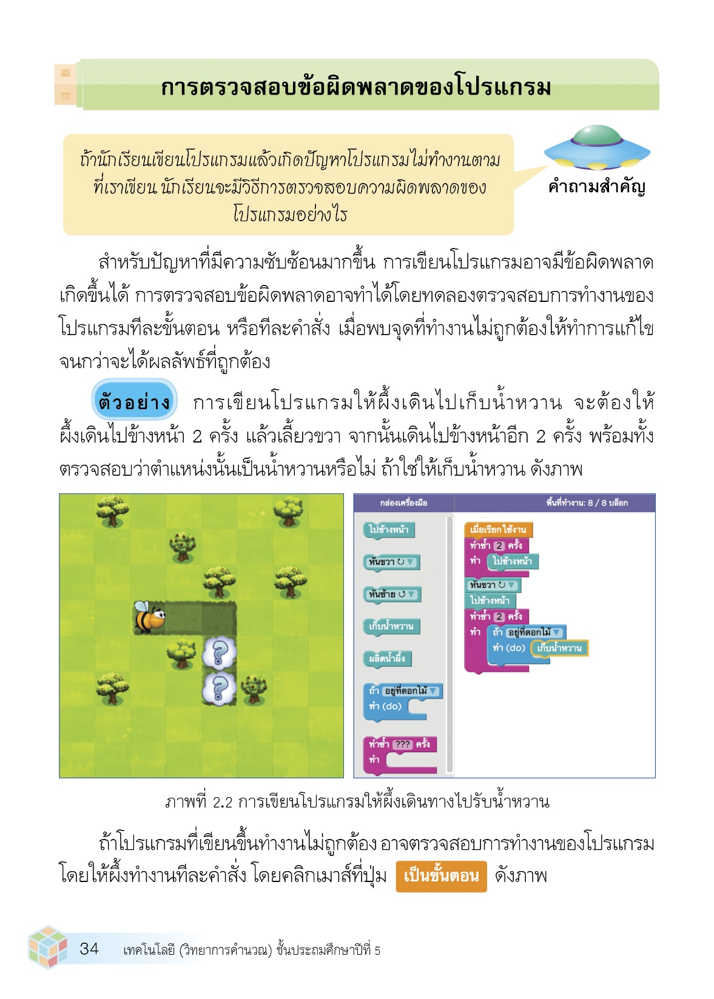 การตรวจสอบข้อผิดพลาดของโปรแกรม
ถ้านักเรียนเขียนโปรแกรมแล้วเกิดปัญหาโปรแกรมไม่ทำงานตาม
ที่เราเขียน นักเรียนจะมีวิธีการตรวจสอบความผิดพลาดของ
โปรแกรมอย่างไร
คำถามสำคัญ
สำหรับปัญหาที่มีความซับซ้อนมากขึ้น การเขียนโปรแกรมอาจมีข้อผิดพลาด
เกิดขึ้นได้ การตรวจสอบข้อผิดพลาดอาจทำได้โดยทดลองตรวจสอบการทำงานของ
โปรแกรมทีละขั้นตอน หรือทีละคำสั่ง เมื่อพบจุดที่ทำงานไม่ถูกต้องให้ทำการแก้ไข
จนกว่าจะได้ผลลัพธ์ที่ถูกต้อง
ตัวอย่าง การเขียนโปรแกรมให้ผึ้งเดินไปเก็บน้ำหวาน จะต้องให้
ผึ้งเดินไปข้างหน้า 2 ครั้ง แล้วเลี้ยวขวา จากนั้นเดินไปข้างหน้าอีก 2 ครั้ง พร้อมทั้ง
ตรวจสอบว่าตำแหน่งนั้นเป็นน้ำหวานหรือไม่ ถ้าใช่ให้เก็บน้ำหวาน ดังภาพ
?
?
กล่องเครื่องมือ
ไปข้างหน้า
หันขวา ↻ ▼
หันซ้าย ↺ ▼
เก็บน้ำหวาน
ผลิตน้ำผึ้ง
ถ้า อยู่ที่ดอกไม้ ▼
ทำ (do)
ทำซ้ำ ??? ครั้ง
ทำ
พื้นที่ทำงาน: 8 / 8 บล็อก
เมื่อเรียกใช้งาน
ทำซ้ำ 2 ครั้ง
ทำ ไปข้างหน้า
หันขวา ↻ ▼
ไปข้างหน้า
ทำซ้ำ 2 ครั้ง
ทำ ถ้า อยู่ที่ดอกไม้ ▼
ทำ (do) เก็บน้ำหวาน
ภาพที่ 2.2 การเขียนโปรแกรมให้ผึ้งเดินทางไปรับน้ำหวาน
ถ้าโปรแกรมที่เขียนขึ้นทำงานไม่ถูกต้อง อาจตรวจสอบการทำงานของโปรแกรม
โดยให้ผึ้งทำงานทีละคำสั่ง โดยคลิกเมาส์ที่ปุ่ม เป็นขั้นตอน ดังภาพ
34 เทคโนโลยี (วิทยาการคำนวณ) ชั้นประถมศึกษาปีที่ 5